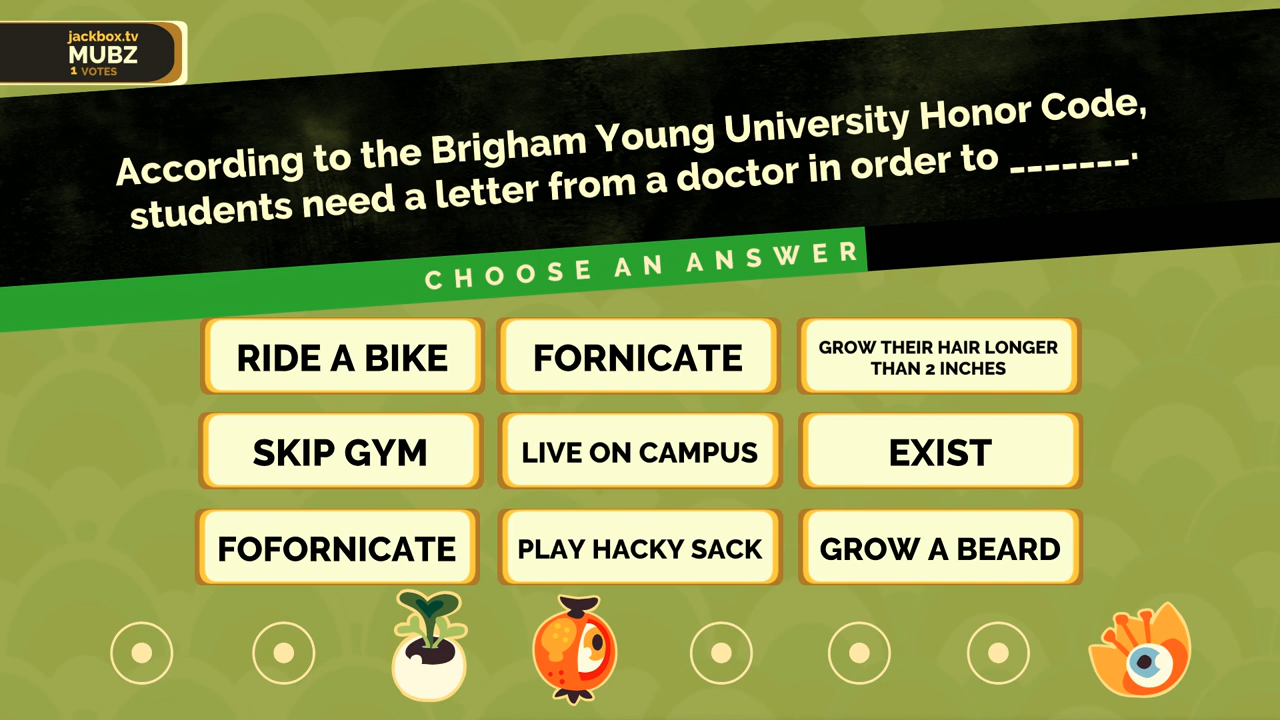 jackbox.tv
MUBZ
1 VOTES
According to the Brigham Young University Honor Code,
students need a letter from a doctor in order to _______.
CHOOSE AN ANSWER
RIDE A BIKE
FORNICATE
GROW THEIR HAIR LONGER
THAN 2 INCHES
SKIP GYM
LIVE ON CAMPUS
EXIST
FOFORNICATE
PLAY HACKY SACK
GROW A BEARD